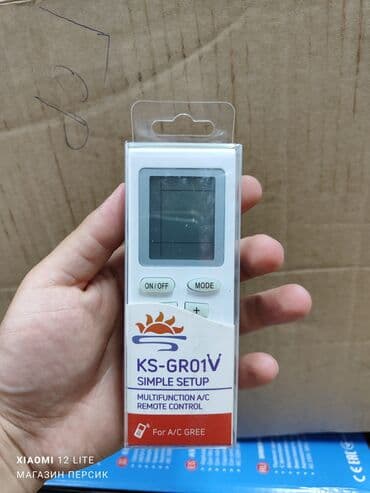 ON/OFF
MODE
+
KS-GR01V
SIMPLE SETUP
MULTIFUNCTION A/C
REMOTE CONTROL
For A/C GREE
XIAOMI 12 LITE
МАГАЗИН ПЕРСИК